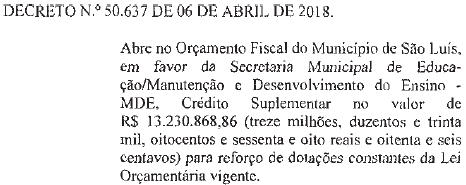 DECRETO N.º 50.637 DE 06 DE ABRIL DE 2018.
Abre no Orçamento Fiscal do Município de São Luís,
em favor da Secretaria Municipal de Educa-
ção/Manutenção e Desenvolvimento do Ensino -
MDE, Crédito Suplementar no valor de
R$ 13.230.868,86 (treze milhões, duzentos e trinta
mil, oitocentos e sessenta e oito reais e oitenta e seis
centavos) para reforço de dotações constantes da Lei
Orçamentária vigente.